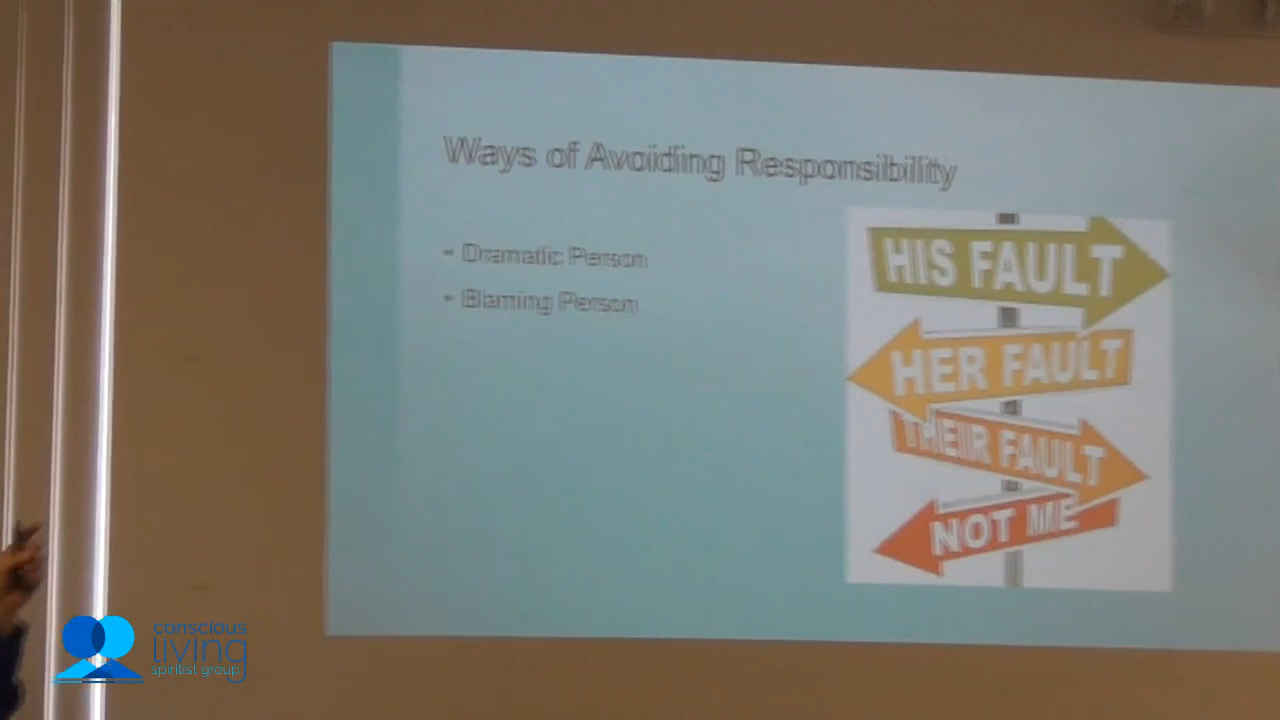 Ways of Avoiding Responsibility
- Dramatic Person
- Blaming Person
HIS FAULT
HER FAULT
THEIR FAULT
NOT ME
conscious
living
spiritist group